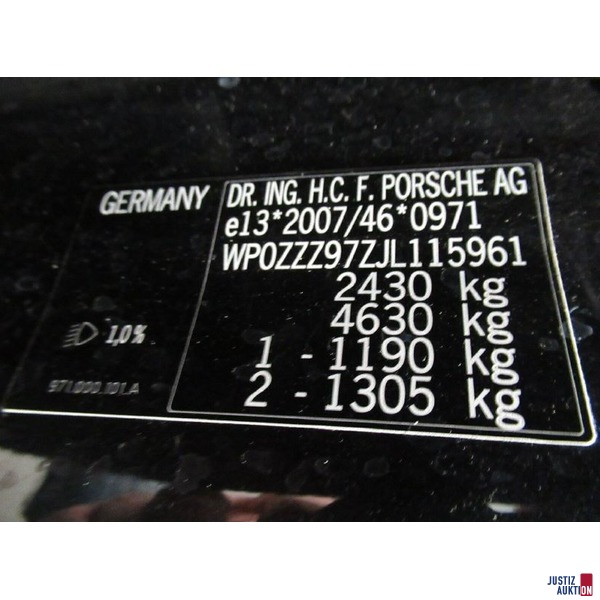 GERMANY
DR. ING. H.C. F. PORSCHE AG
e13*2007/46*0971
WP0ZZZ97ZJL115961
2430 kg
4630 kg
1 - 1190 kg
2 - 1305 kg
1,0%
971.000.101.A
JUSTIZ
AUKTION